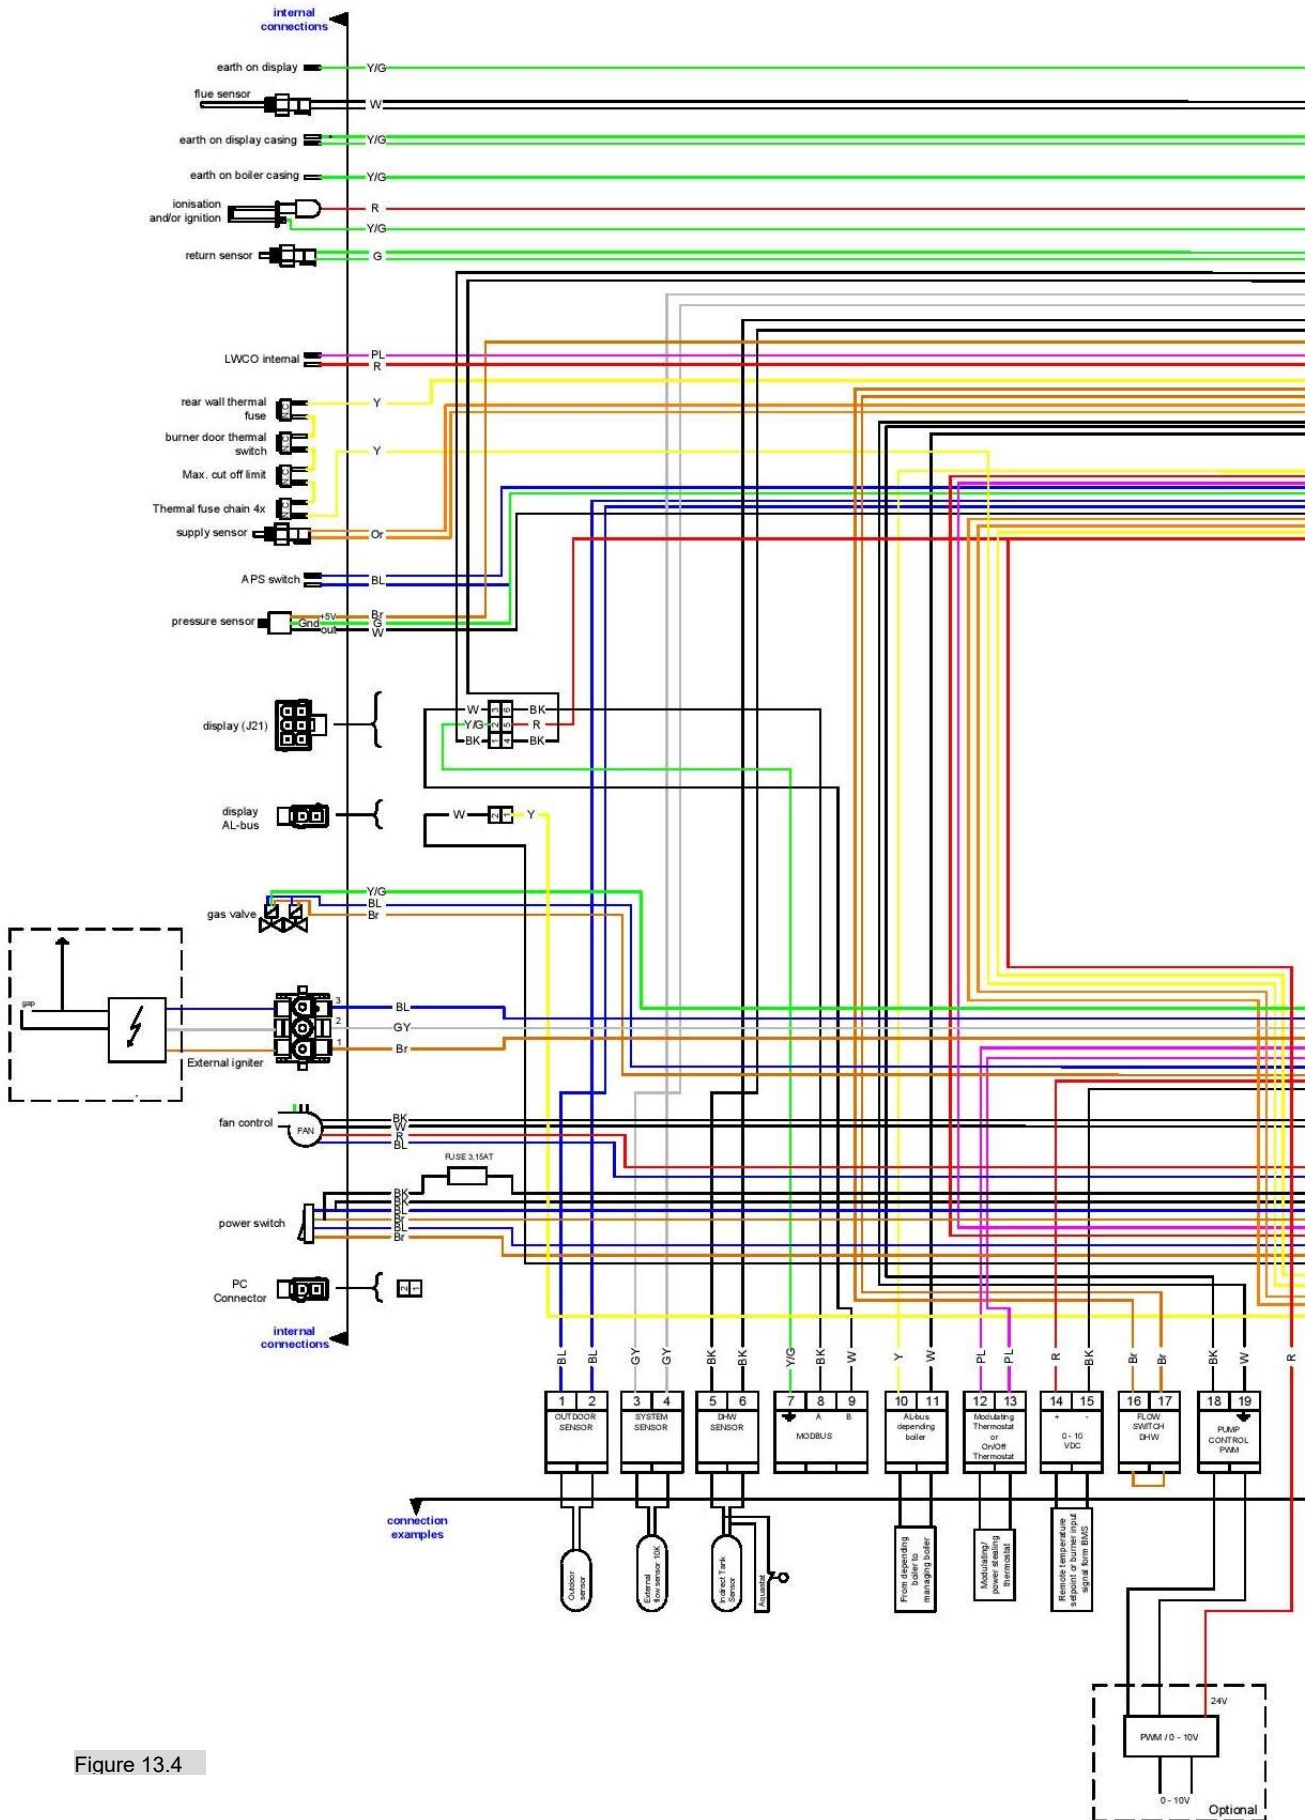 internal
connections
earth on display
Y/G
flue sensor
W
earth on display casing
Y/G
earth on boiler casing
Y/G
ionisation
and/or ignition
R
Y/G
return sensor
G
LWCO internal
PL
R
rear wall thermal
fuse
N.C
Y
burner door thermal
switch
N.C
Y
Max. cut off limit
N.C
Thermal fuse chain 4x
N.C
supply sensor
Or
APS switch
BL
pressure sensor
+5V
Gnd
out
Br
G
W
display (J21)
W 3 6 BK
Y/G 2 5 R
BK 1 4 BK
display
AL-bus
W 2 1 Y
gas valve
Y/G
BL
Br
gap
External igniter
3
2
1
BL
GY
Br
fan control
FAN
BK
W
R
BL
FUSE 3,15AT
power switch
BK
BK
BL
Br
BL
Br
PC
Connector
2 1
internal
connections
BL BL GY GY BK BK Y/G BK W Y W PL PL R BK Br Br BK W R
1 2 3 4 5 6 7 8 9 10 11 12 13 14 15 16 17 18 19
OUTDOOR
SENSOR
SYSTEM
SENSOR
DHW
SENSOR
A B
MODBUS
AL-bus
depending
boiler
Modulating
Thermostat
or
On/Off
Thermostat
+ -
0 - 10
VDC
FLOW
SWITCH
DHW
PUMP
CONTROL
PWM
connection
examples
Outdoor
sensor
External
flow sensor 10K
Indirect Tank
Sensor
Aquastat
From depending
boiler to
managing boiler
Modulating/
power stealing
thermostat
Remote temperature
setpoint or burner input
signal form BMS
24V
PWM / 0 - 10V
0 - 10V
Optional
Figure 13.4